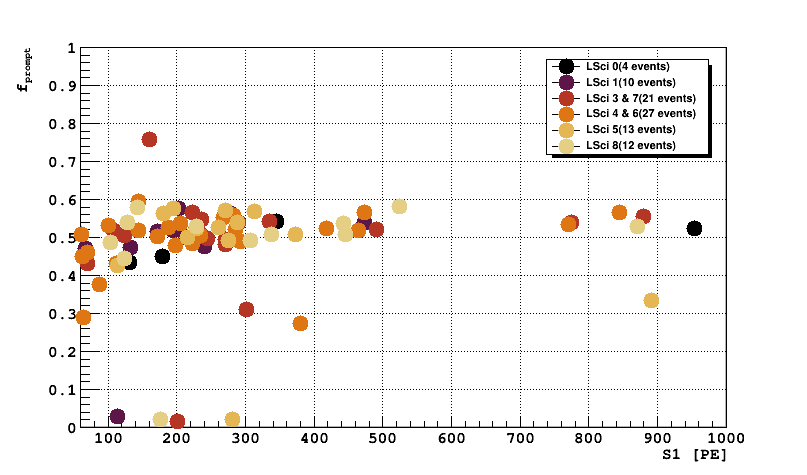 fprompt
1
0.9
0.8
0.7
0.6
0.5
0.4
0.3
0.2
0.1
0
LSci 0(4 events)
LSci 1(10 events)
LSci 3 & 7(21 events)
LSci 4 & 6(27 events)
LSci 5(13 events)
LSci 8(12 events)
100 200 300 400 500 600 700 800 900 1000
S1 [PE]